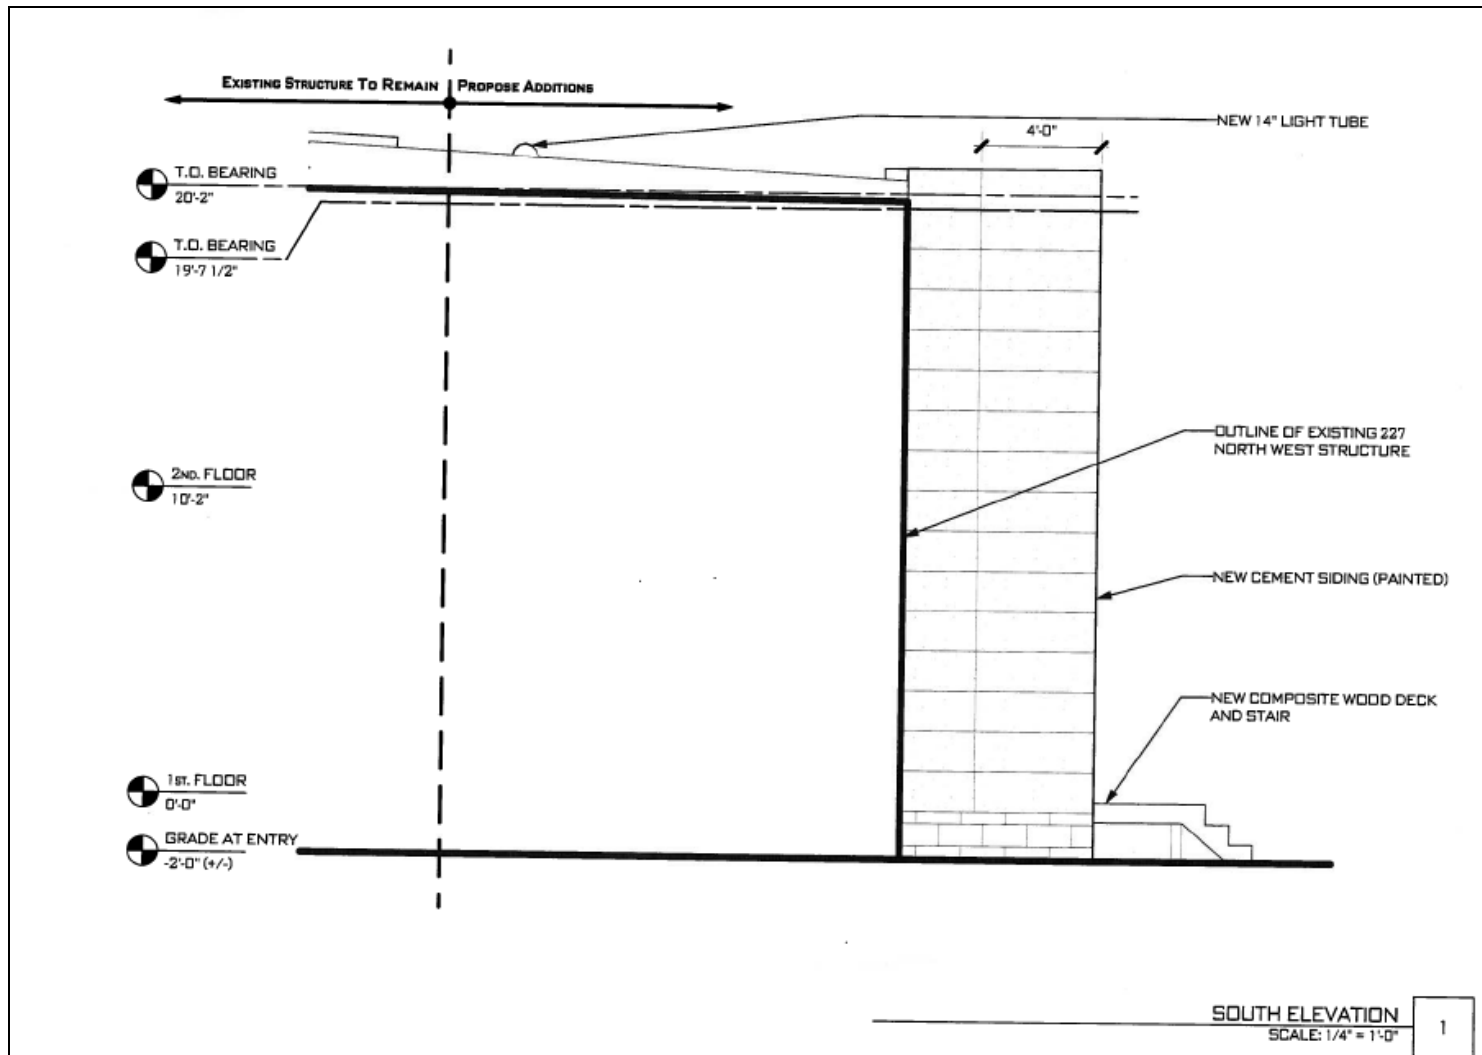 EXISTING STRUCTURE TO REMAIN
PROPOSE ADDITIONS
NEW 14" LIGHT TUBE
4'-0"
T.O. BEARING
20'-2"
T.O. BEARING
19'-7 1/2"
OUTLINE OF EXISTING 227
NORTH WEST STRUCTURE
2ND. FLOOR
10'-2"
NEW CEMENT SIDING (PAINTED)
NEW COMPOSITE WOOD DECK
AND STAIR
1ST. FLOOR
0'-0"
GRADE AT ENTRY
-2'-0" (+/-)
SOUTH ELEVATION
SCALE: 1/4" = 1'-0"
1